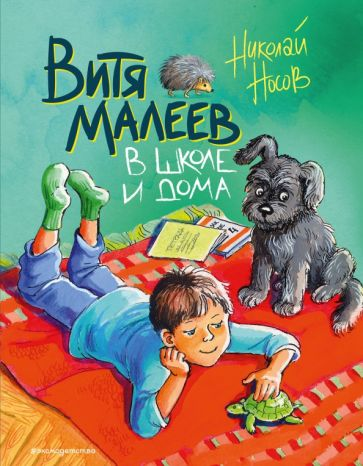 Николай
Носов
Витя
Малеев
в школе
и дома
#эксмодетство